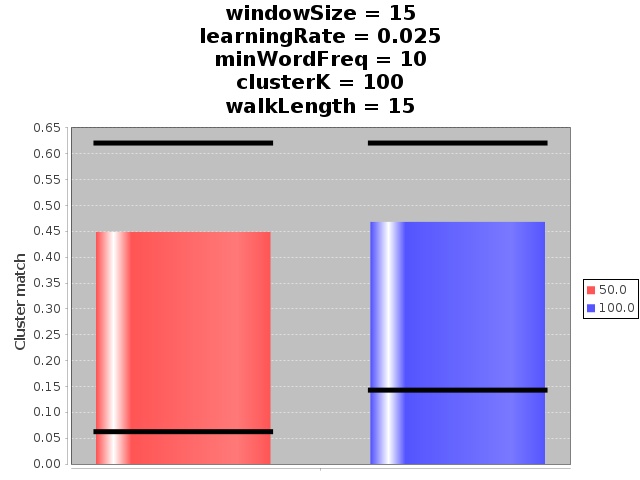 windowSize = 15
learningRate = 0.025
minWordFreq = 10
clusterK = 100
walkLength = 15
0.65
0.60
0.55
0.50
0.45
0.40
0.35
0.30
0.25
0.20
0.15
0.10
0.05
0.00
Cluster match
50.0
100.0